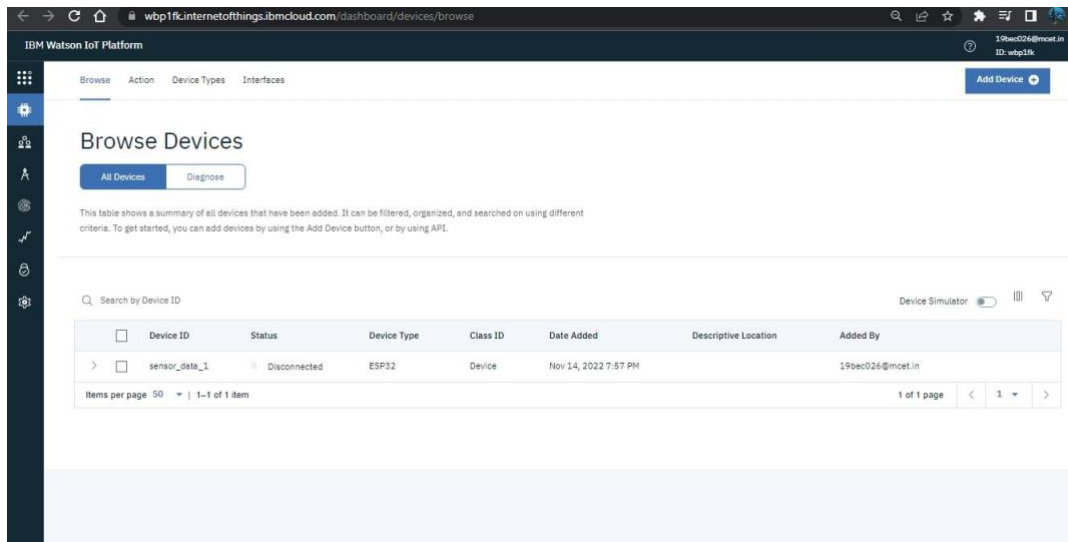 wbp1fk.internetofthings.ibmcloud.com/dashboard/devices/browse
IBM Watson IoT Platform
19bec026@mcet.in
ID: wbp1fk
Browse Action Device Types Interfaces
Add Device
Browse Devices
All Devices Diagnose
This table shows a summary of all devices that have been added. It can be filtered, organized, and searched on using different
criteria. To get started, you can add devices by using the Add Device button, or by using API.
Search by Device ID
Device Simulator
Device ID Status Device Type Class ID Date Added Descriptive Location Added By
sensor_data_1 Disconnected ESP32 Device Nov 14, 2022 7:57 PM 19bec026@mcet.in
Items per page 50 | 1–1 of 1 item 1 of 1 page 1